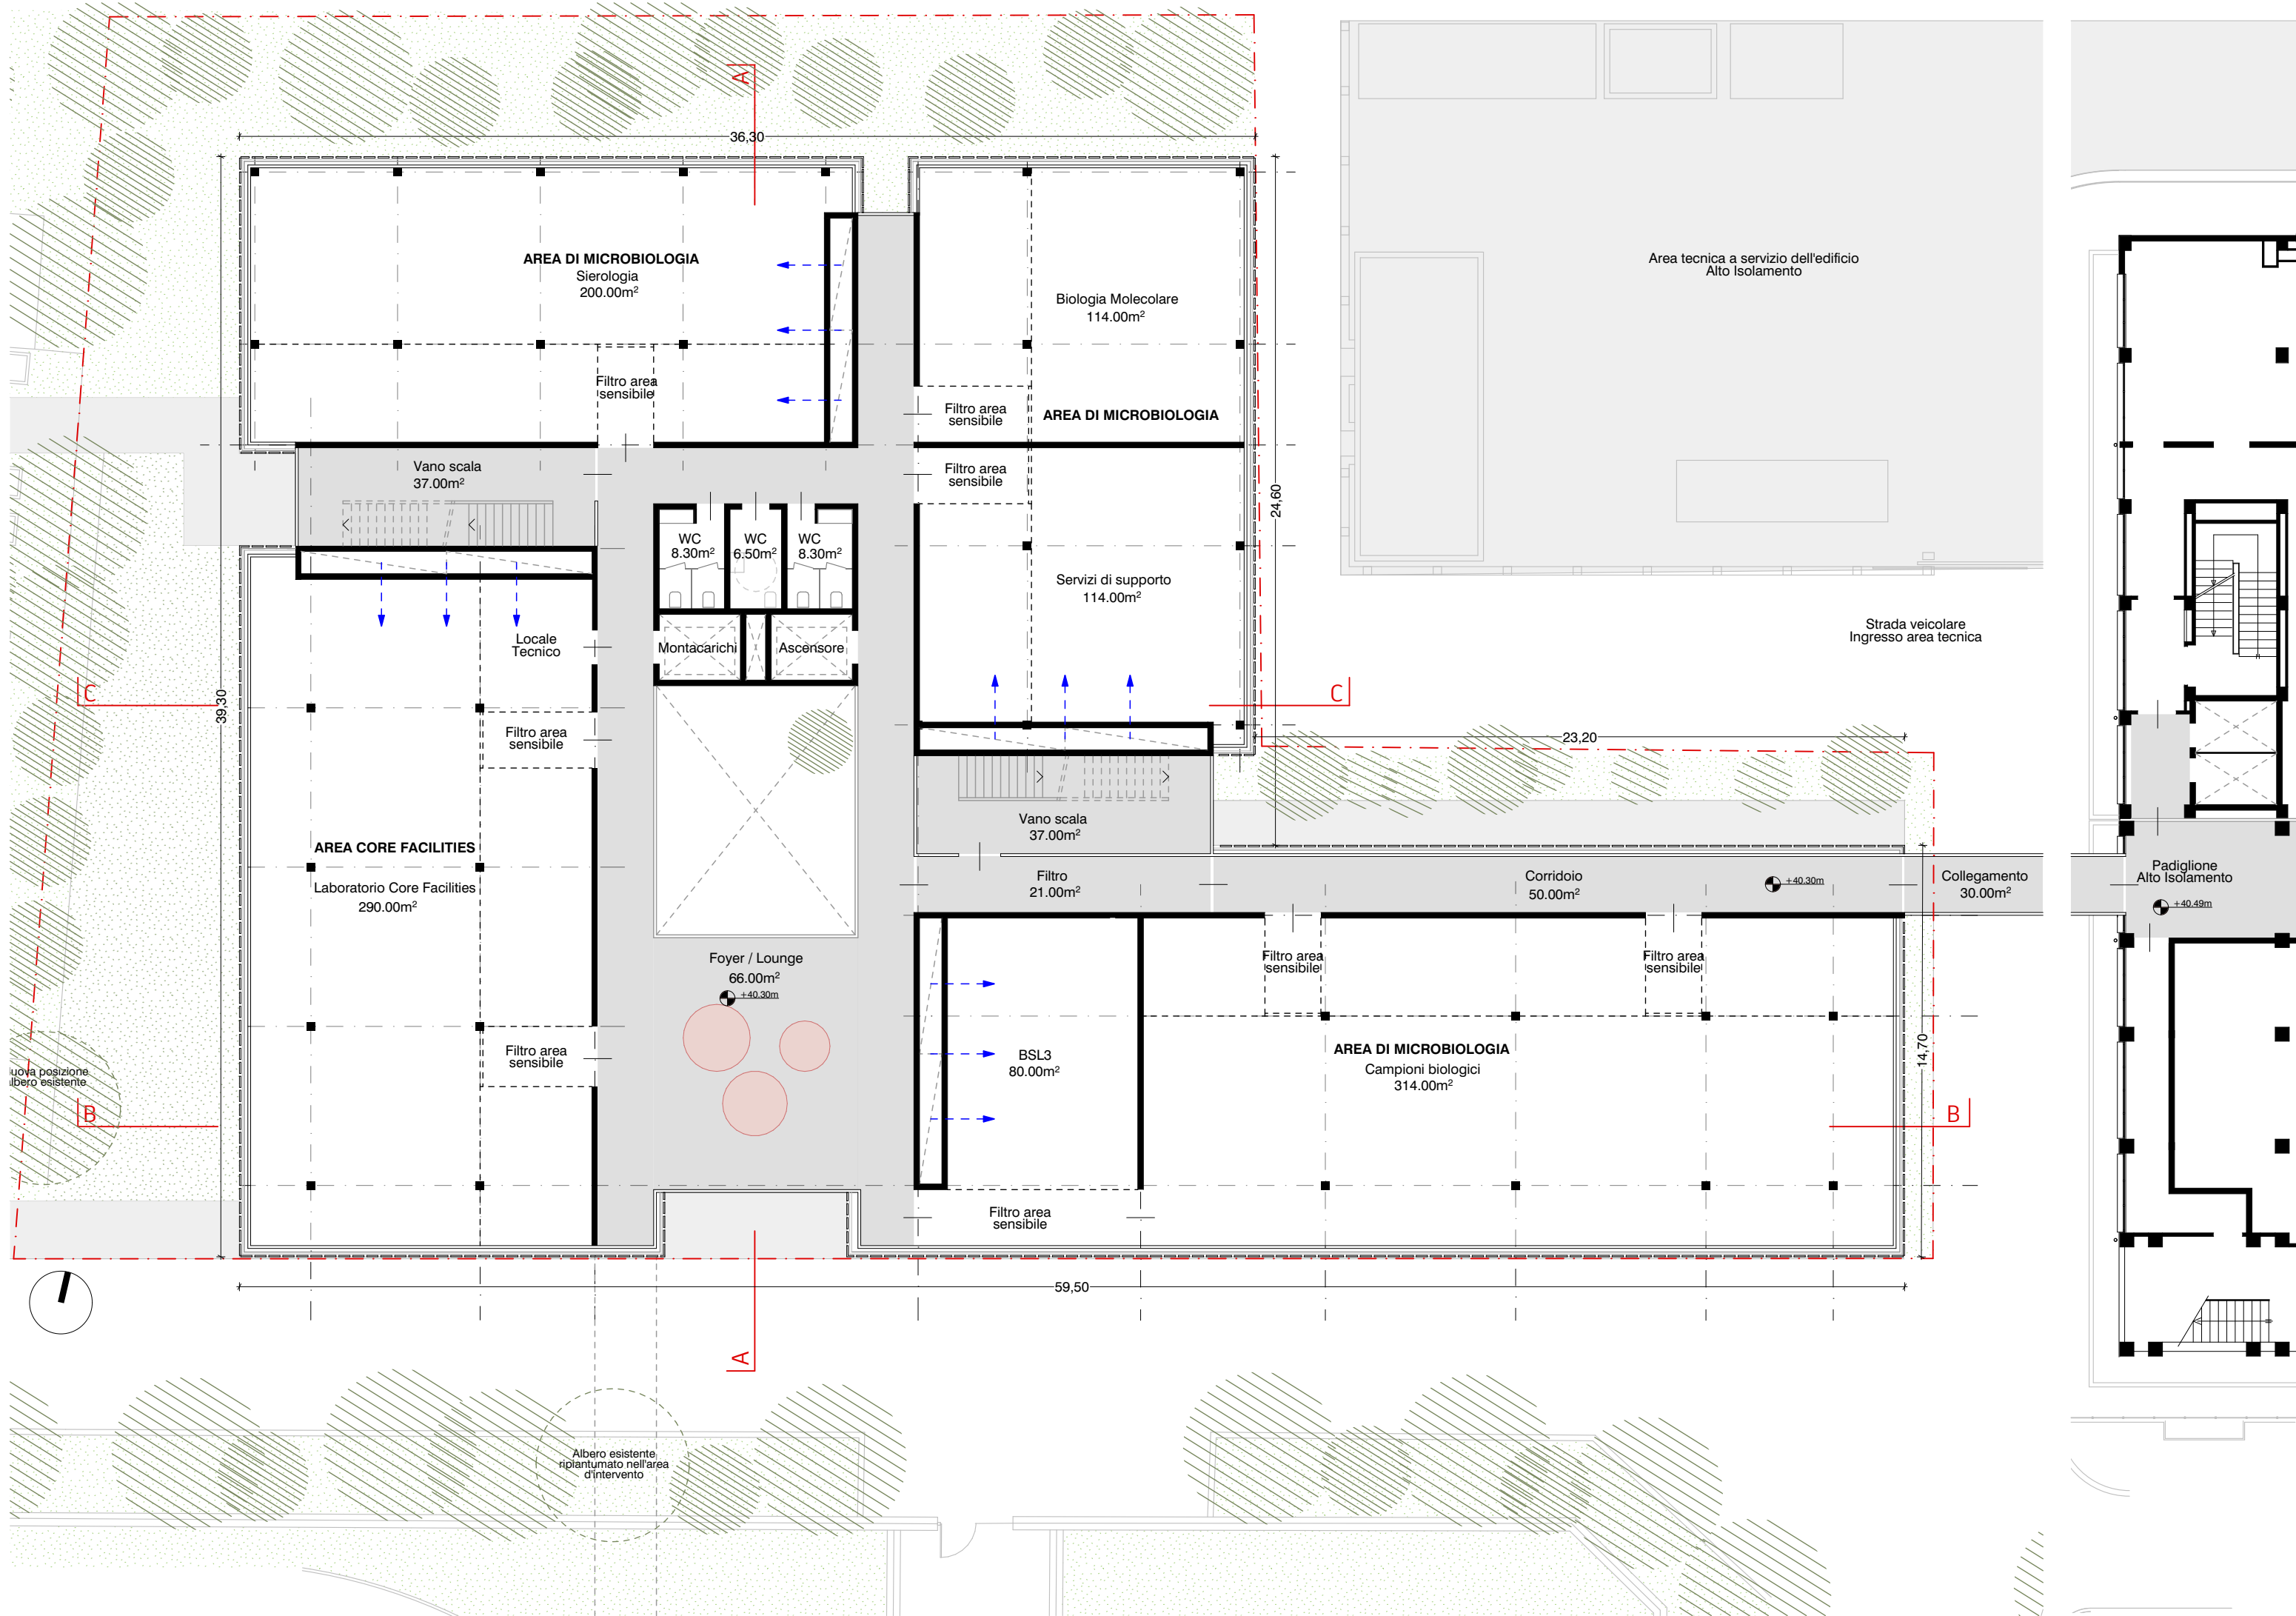 A
36,30
AREA DI MICROBIOLOGIA
Sierologia
200.00m²
Filtro area
sensibile
Biologia Molecolare
114.00m²
Filtro area
sensibile
AREA DI MICROBIOLOGIA
Area tecnica a servizio dell'edificio
Alto Isolamento
Vano scala
37.00m²
Filtro area
sensibile
24,60
WC
8.30m²
WC
6.50m²
WC
8.30m²
Servizi di supporto
114.00m²
Strada veicolare
Ingresso area tecnica
Locale
Tecnico
Montacarichi
Ascensore
C
39,30
C
Filtro area
sensibile
23,20
Vano scala
37.00m²
AREA CORE FACILITIES
Laboratorio Core Facilities
290.00m²
Filtro
21.00m²
Corridoio
50.00m²
+40.30m
Collegamento
30.00m²
Padiglione
Alto Isolamento
+40.49m
Foyer / Lounge
66.00m²
+40.30m
Filtro area
sensibile
Filtro area
sensibile
Filtro area
sensibile
BSL3
80.00m²
AREA DI MICROBIOLOGIA
Campioni biologici
314.00m²
14,70
uova posizione
lbero esistente
B
B
Filtro area
sensibile
59,50
A
Albero esistente
ripiantumato nell'area
d'intervento